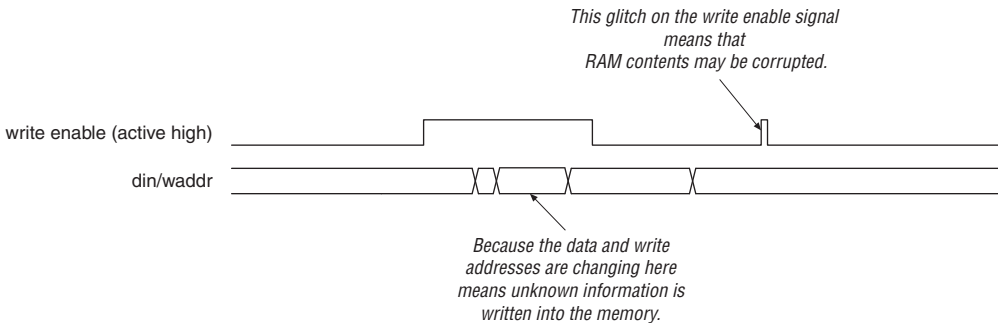 This glitch on the write enable signal
means that
RAM contents may be corrupted.
write enable (active high)
din/waddr
Because the data and write
addresses are changing here
means unknown information is
written into the memory.